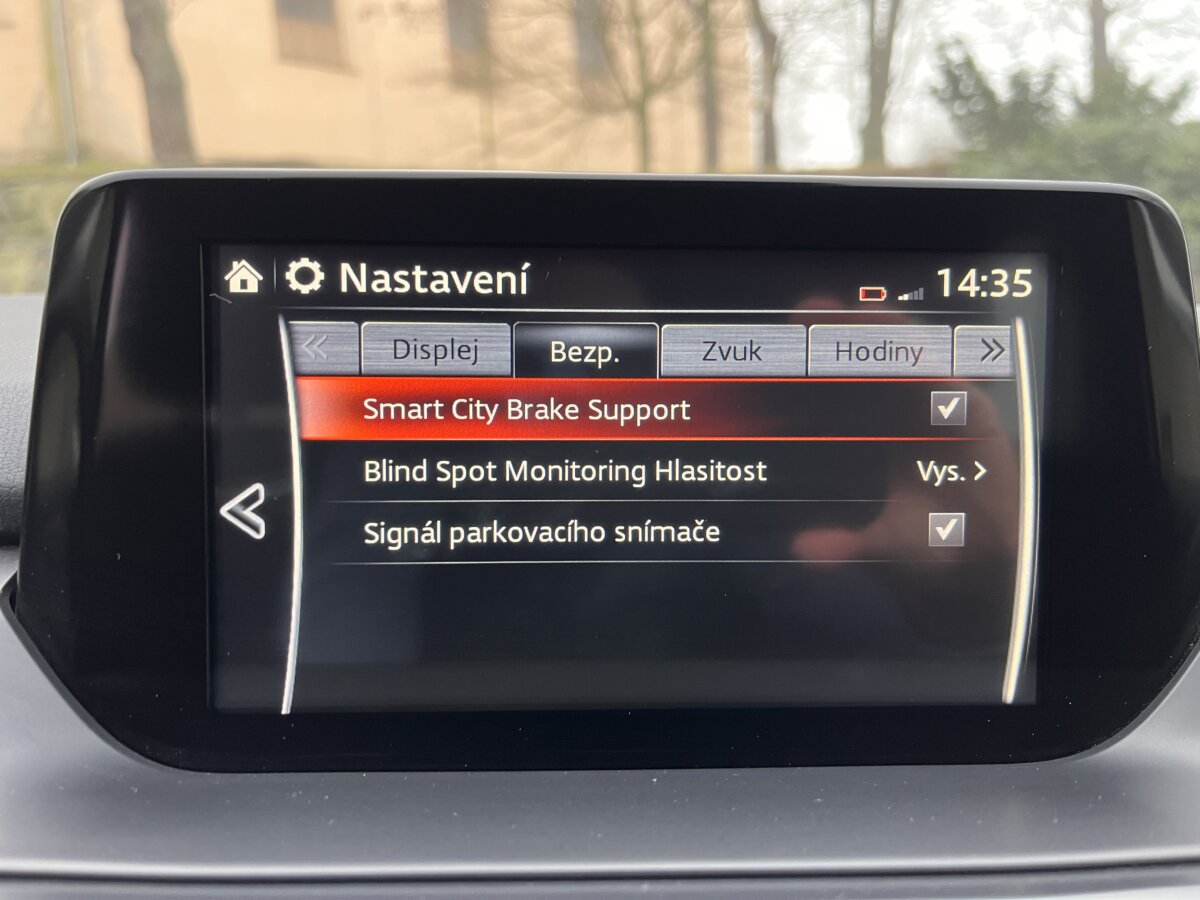 Nastavení 14:35
Displej Bezp. Zvuk Hodiny
Smart City Brake Support
Blind Spot Monitoring Hlasitost Vys.
Signál parkovacího snímače